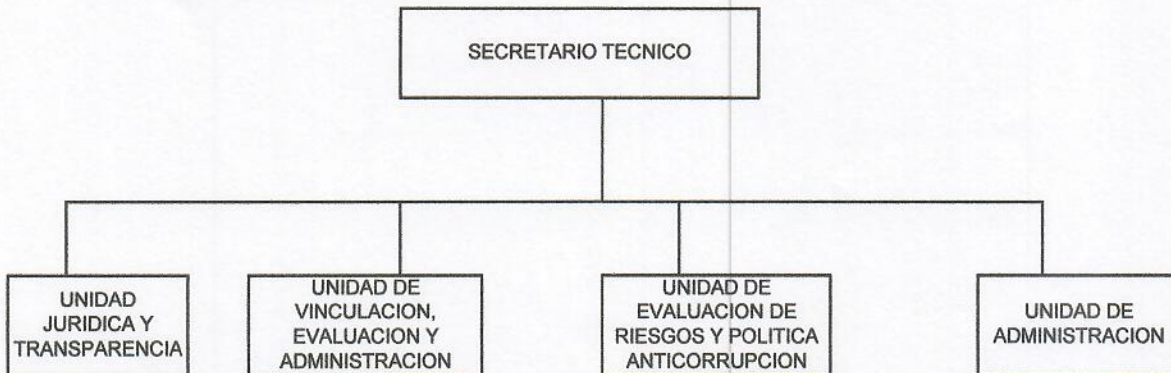 SECRETARIO TECNICO
UNIDAD
JURIDICA Y
TRANSPARENCIA
UNIDAD DE
VINCULACION,
EVALUACION Y
ADMINISTRACION
UNIDAD DE
EVALUACION DE
RIESGOS Y POLITICA
ANTICORRUPCION
UNIDAD DE
ADMINISTRACION